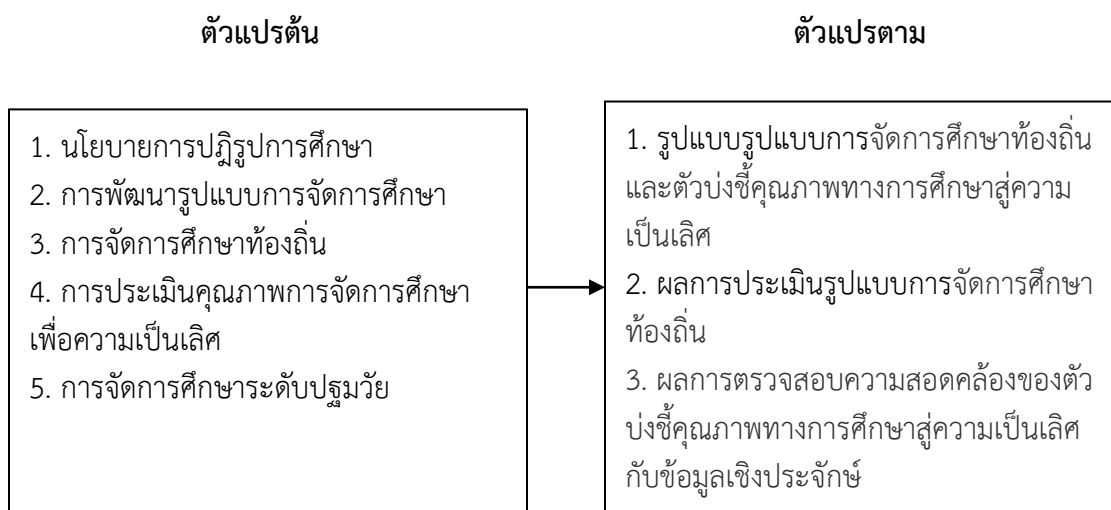 ตัวแปรต้น
ตัวแปรตาม
1. นโยบายการปฎิรูปการศึกษา
2. การพัฒนารูปแบบการจัดการศึกษา
3. การจัดการศึกษาท้องถิ่น
4. การประเมินคุณภาพการจัดการศึกษา
เพื่อความเป็นเลิศ
5. การจัดการศึกษาระดับปฐมวัย
1. รูปแบบรูปแบบการจัดการศึกษาท้องถิ่น
และตัวบ่งชี้คุณภาพทางการศึกษาสู่ความ
เป็นเลิศ
2. ผลการประเมินรูปแบบการจัดการศึกษา
ท้องถิ่น
3. ผลการตรวจสอบความสอดคล้องของตัว
บ่งชี้คุณภาพทางการศึกษาสู่ความเป็นเลิศ
กับข้อมูลเชิงประจักษ์